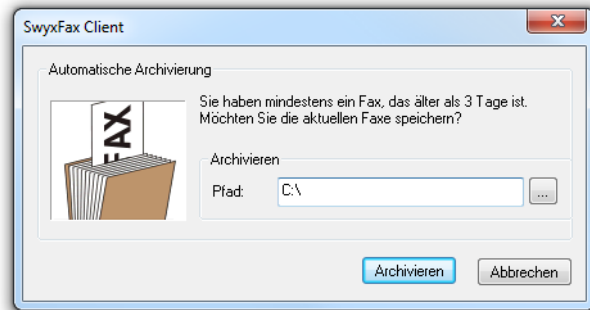 SwyxFax Client
Automatische Archivierung
FAX
Sie haben mindestens ein Fax, das älter als 3 Tage ist.
Möchten Sie die aktuellen Faxe speichern?
Archivieren
Pfad: C:\ ...
Archivieren Abbrechen